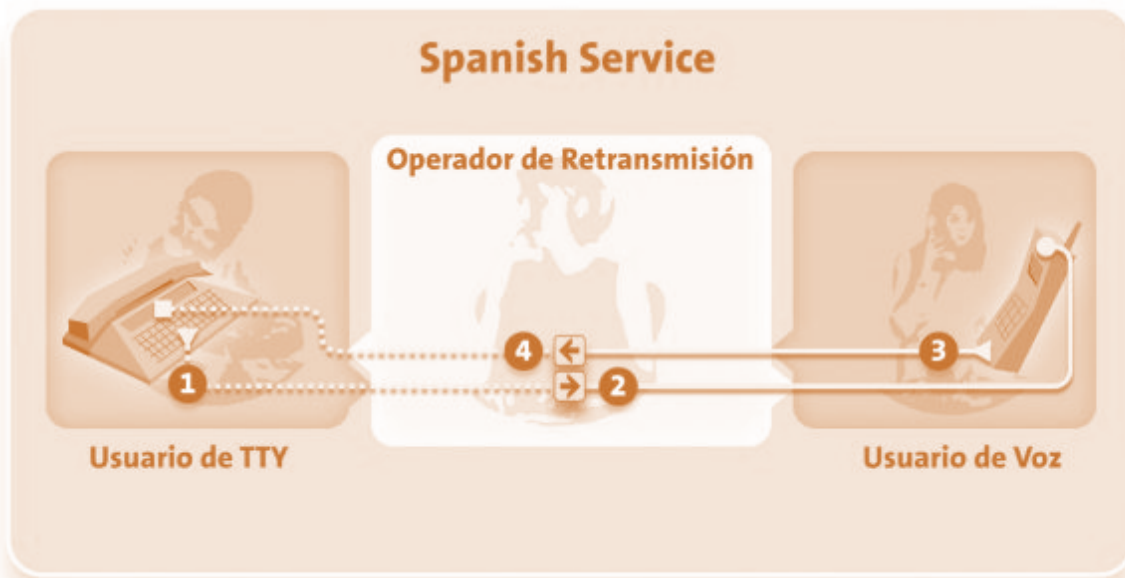 Spanish Service
Operador de Retransmisión
4
3
1
2
Usuario de TTY
Usuario de Voz